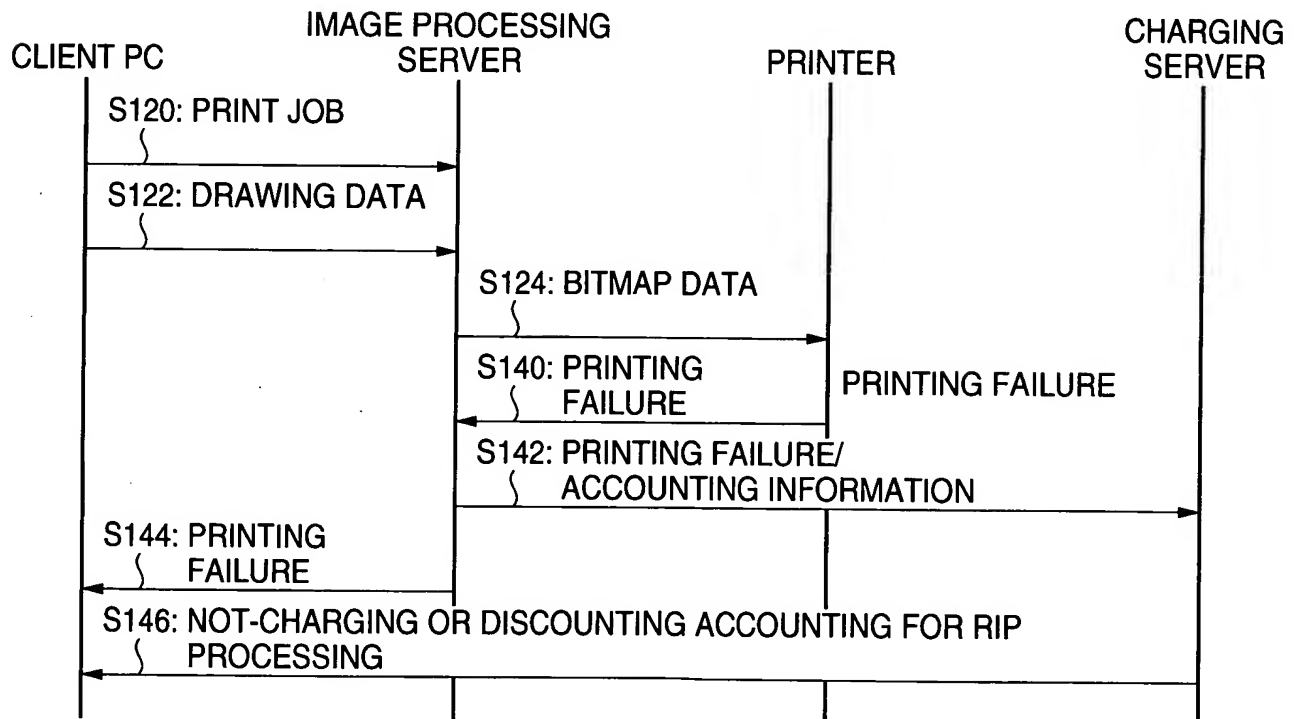 CLIENT PC
IMAGE PROCESSING
SERVER
PRINTER
CHARGING
SERVER
S120: PRINT JOB
S122: DRAWING DATA
S124: BITMAP DATA
S140: PRINTING
FAILURE
PRINTING FAILURE
S142: PRINTING FAILURE/
ACCOUNTING INFORMATION
S144: PRINTING
FAILURE
S146: NOT-CHARGING OR DISCOUNTING ACCOUNTING FOR RIP
PROCESSING